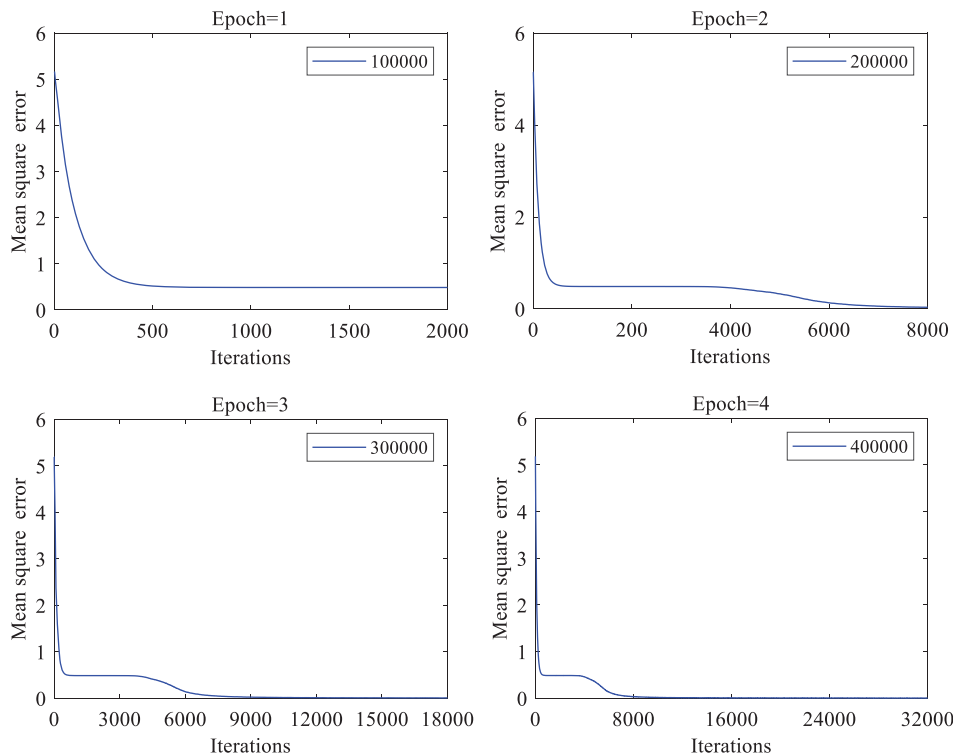 Epoch=1
6
5
4
3
2
1
0
Mean square error
100000
0 500 1000 1500 2000
Iterations
Epoch=2
6
4
2
0
Mean square error
200000
0 200 4000 6000 8000
Iterations
Epoch=3
6
5
4
3
2
1
0
Mean square error
300000
0 3000 6000 9000 12000 15000 18000
Iterations
Epoch=4
6
5
4
3
2
1
0
Mean square error
400000
0 8000 16000 24000 32000
Iterations